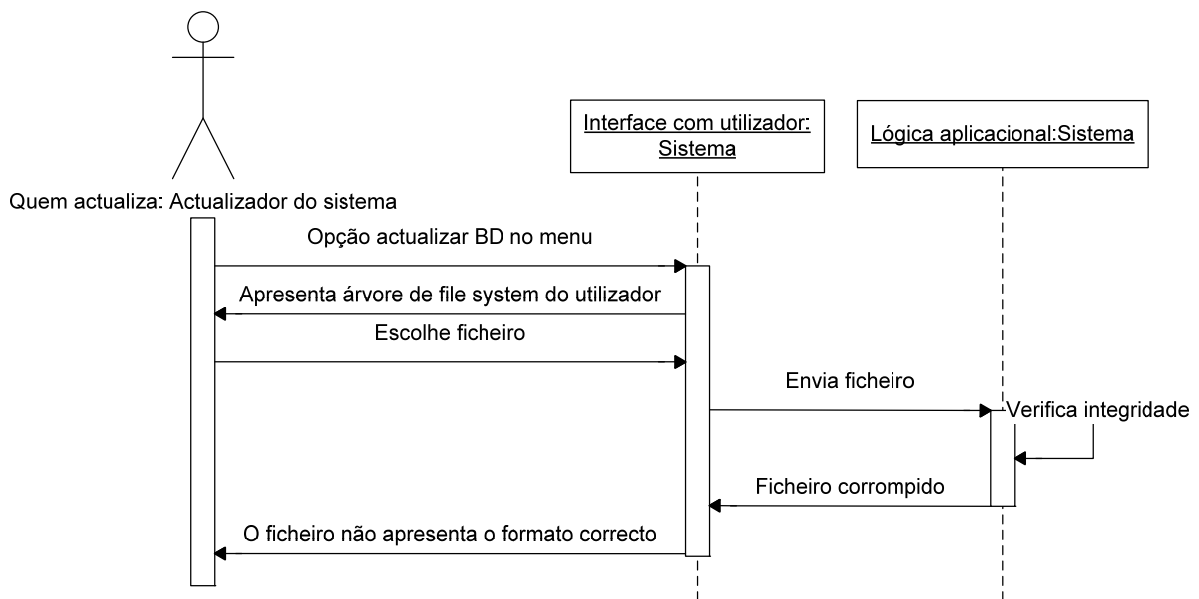 Interface com utilizador:
Sistema
Lógica aplicacional:Sistema
Quem actualiza: Actualizador do sistema
Opção actualizar BD no menu
Apresenta árvore de file system do utilizador
Escolhe ficheiro
Envia ficheiro
Verifica integridade
Ficheiro corrompido
O ficheiro não apresenta o formato correcto